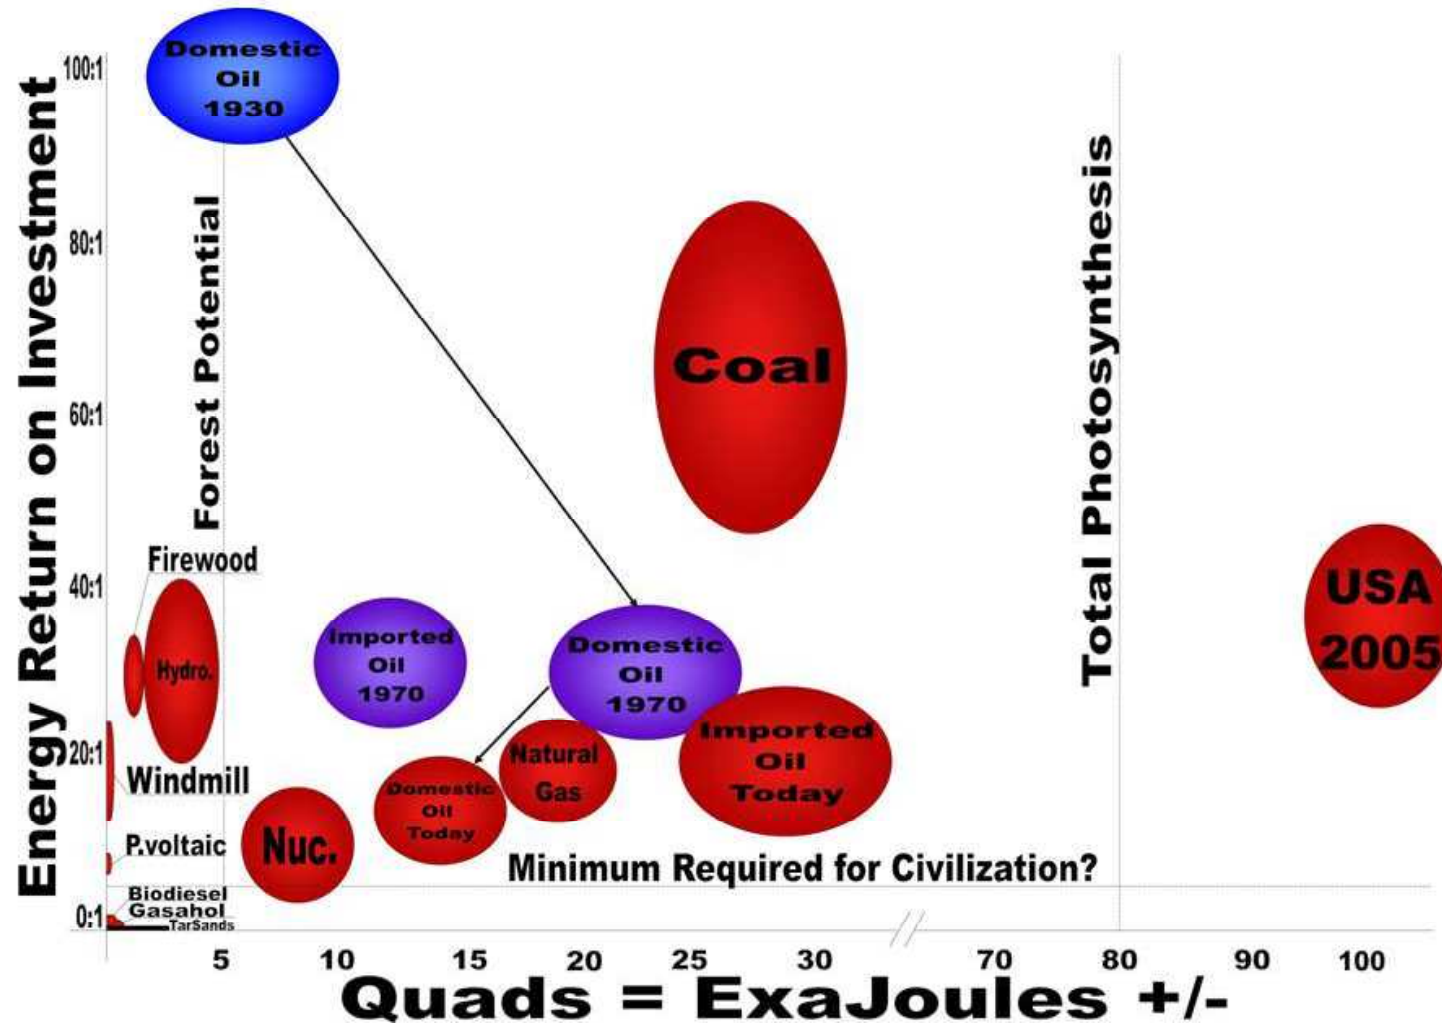 Energy Return on Investment
100:1
80:1
60:1
40:1
20:1
0:1
Domestic
Oil
1930
Forest Potential
Firewood
Hydro.
Windmill
P.voltaic
Biodiesel
Gasahol
TarSands
Nuc.
Imported
Oil
1970
Domestic
Oil
Today
Natural
Gas
Domestic
Oil
1970
Imported
Oil
Today
Coal
Minimum Required for Civilization?
Total Photosynthesis
USA
2005
5 10 15 20 25 30 70 80 90 100
Quads = ExaJoules +/-